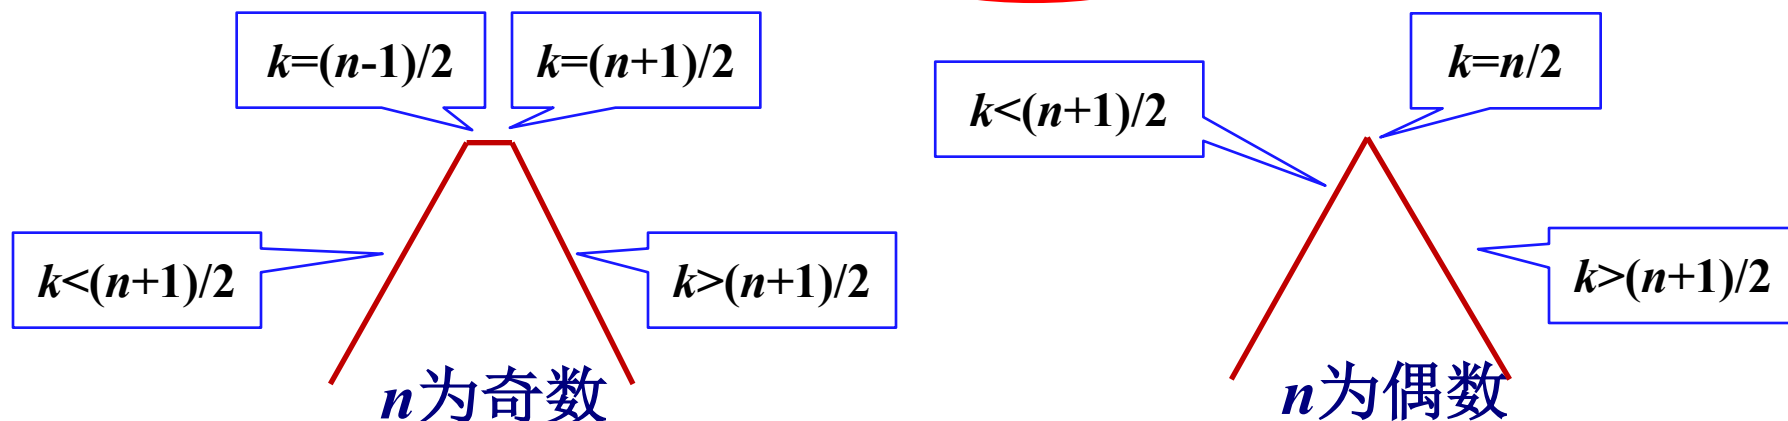 k=(n-1)/2
k=(n+1)/2
k<(n+1)/2
k>(n+1)/2
n为奇数
k=n/2
k<(n+1)/2
k>(n+1)/2
n为偶数